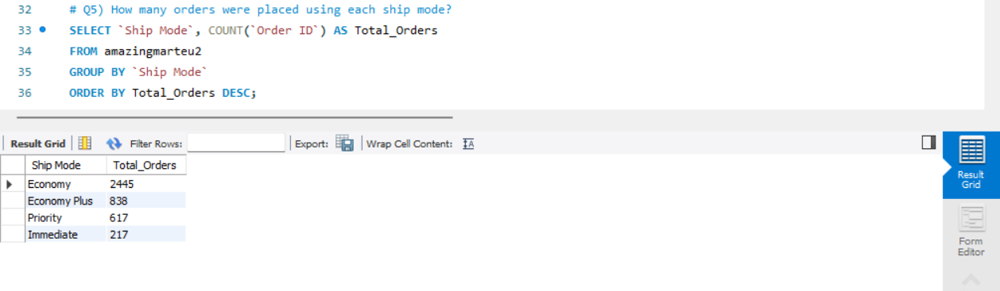 32 # Q5) How many orders were placed using each ship mode?
33 SELECT `Ship Mode`, COUNT(`Order ID`) AS Total_Orders
34 FROM amazingmarteu2
35 GROUP BY `Ship Mode`
36 ORDER BY Total_Orders DESC;
Result Grid Filter Rows: Export: Wrap Cell Content: IA
Ship Mode Total_Orders
Economy 2445
Economy Plus 838
Priority 617
Immediate 217
Result
Grid
Form
Editor